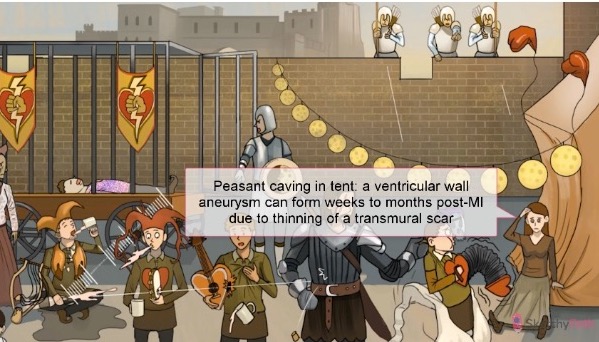 Peasant caving in tent: a ventricular wall
aneurysm can form weeks to months post-MI
due to thinning of a transmural scar